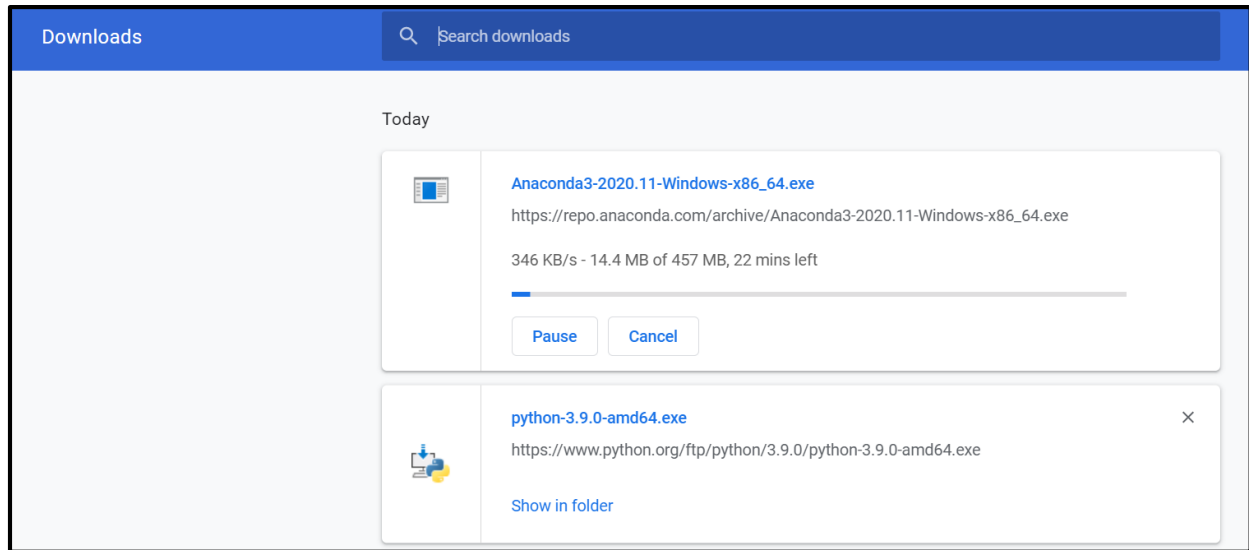 Downloads
Search downloads
Today
Anaconda3-2020.11-Windows-x86_64.exe
https://repo.anaconda.com/archive/Anaconda3-2020.11-Windows-x86_64.exe
346 KB/s - 14.4 MB of 457 MB, 22 mins left
Pause Cancel
python-3.9.0-amd64.exe
https://www.python.org/ftp/python/3.9.0/python-3.9.0-amd64.exe
Show in folder